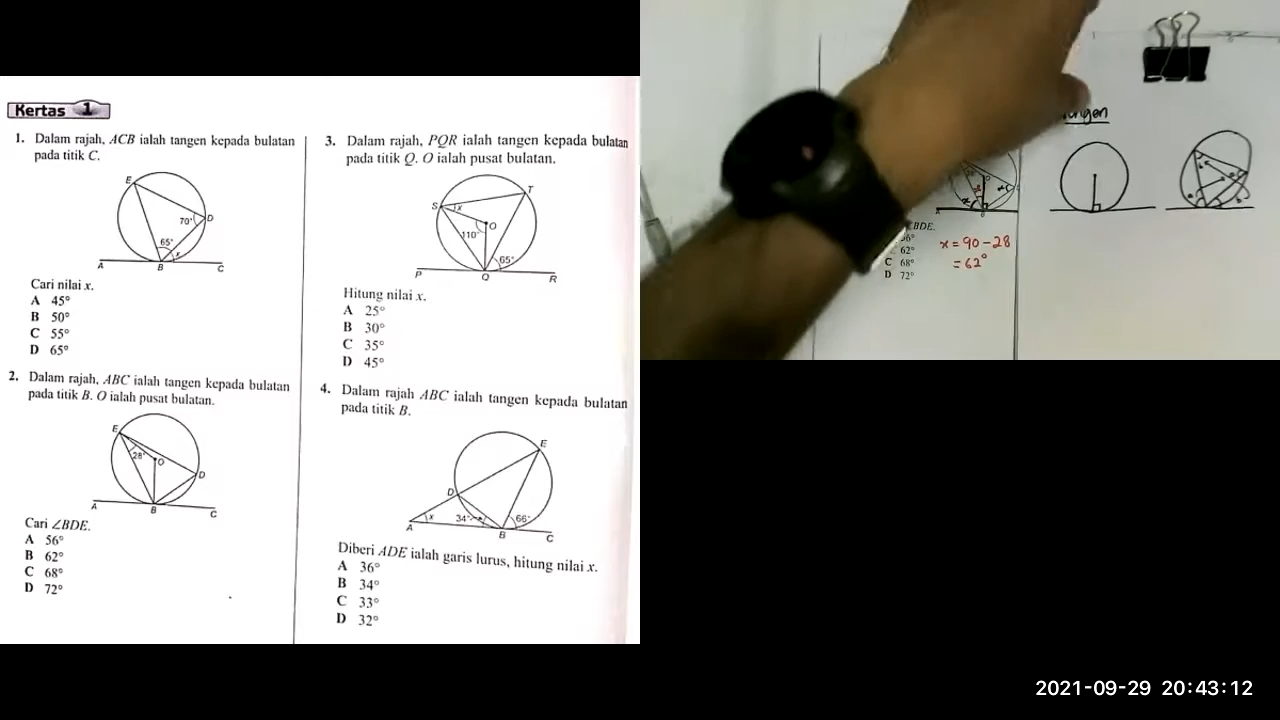 Kertas 1
1. Dalam rajah, ACB ialah tangen kepada bulatan
pada titik C.
E
D
70°
65°
x
A B C
Cari nilai x.
A 45°
B 50°
C 55°
D 65°
2. Dalam rajah, ABC ialah tangen kepada bulatan
pada titik B. O ialah pusat bulatan.
E
28°
O
D
A B C
Cari ∠BDE.
A 56°
B 62°
C 68°
D 72°
3. Dalam rajah, PQR ialah tangen kepada bulatan
pada titik Q. O ialah pusat bulatan.
T
S x
O
110°
65°
P Q R
Hitung nilai x.
A 25°
B 30°
C 35°
D 45°
4. Dalam rajah ABC ialah tangen kepada bulatan
pada titik B.
E
D
x 34° 66°
A B C
Diberi ADE ialah garis lurus, hitung nilai x.
A 36°
B 34°
C 33°
D 32°
BDE.
62°
C 68°
D 72°
x = 90 - 28
= 62°
2021-09-29 20:43:12